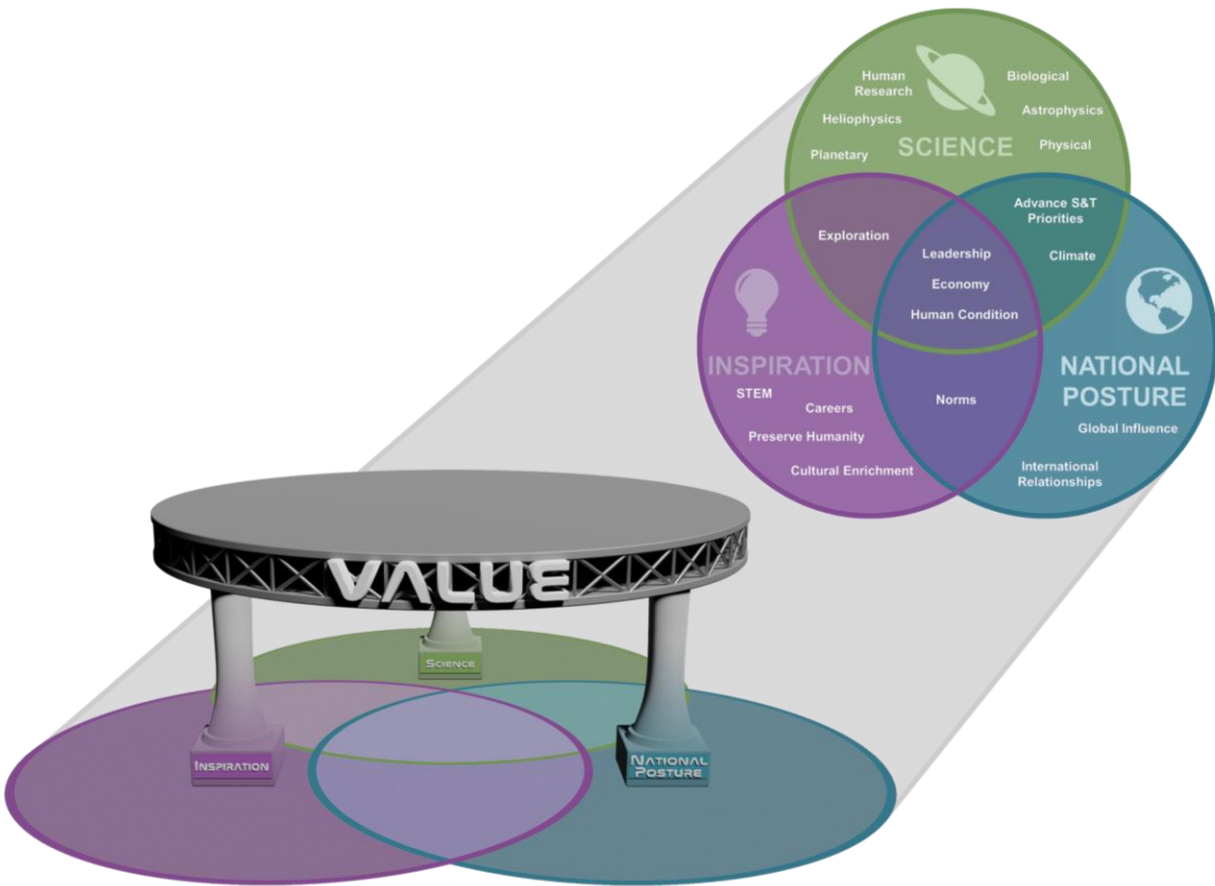 Human
Research
Biological
Heliophysics
Astrophysics
Planetary
SCIENCE
Physical
Exploration
Advance S&T
Priorities
Climate
Leadership
Economy
Human Condition
INSPIRATION
STEM
Careers
Preserve Humanity
Cultural Enrichment
Norms
NATIONAL
POSTURE
Global Influence
International
Relationships
VALUE
SCIENCE
INSPIRATION
NATIONAL
POSTURE